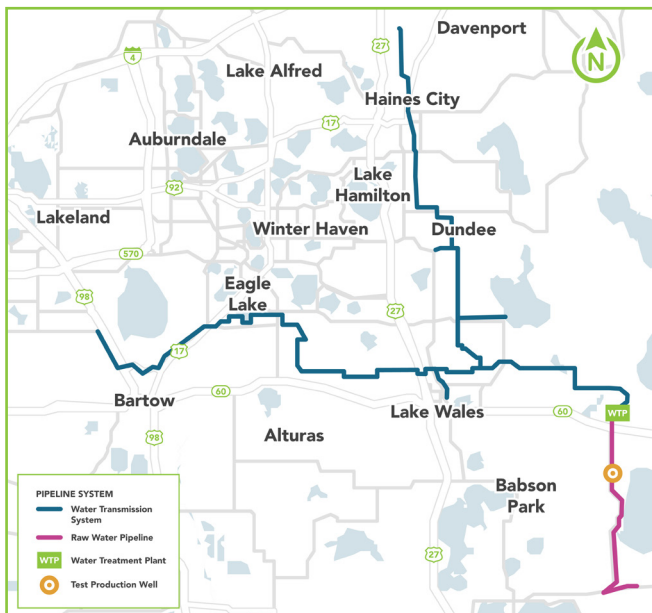 Davenport
27
4
N
Lake Alfred
Haines City
17
Auburndale
Lake
Hamilton
92
Lakeland
Winter Haven
Dundee
570
Eagle
Lake
98
27
17
60
Bartow
Lake Wales
60
WTP
98
Alturas
Babson
Park
27
PIPELINE SYSTEM
Water Transmission
System
Raw Water Pipeline
WTP
Water Treatment Plant
Test Production Well